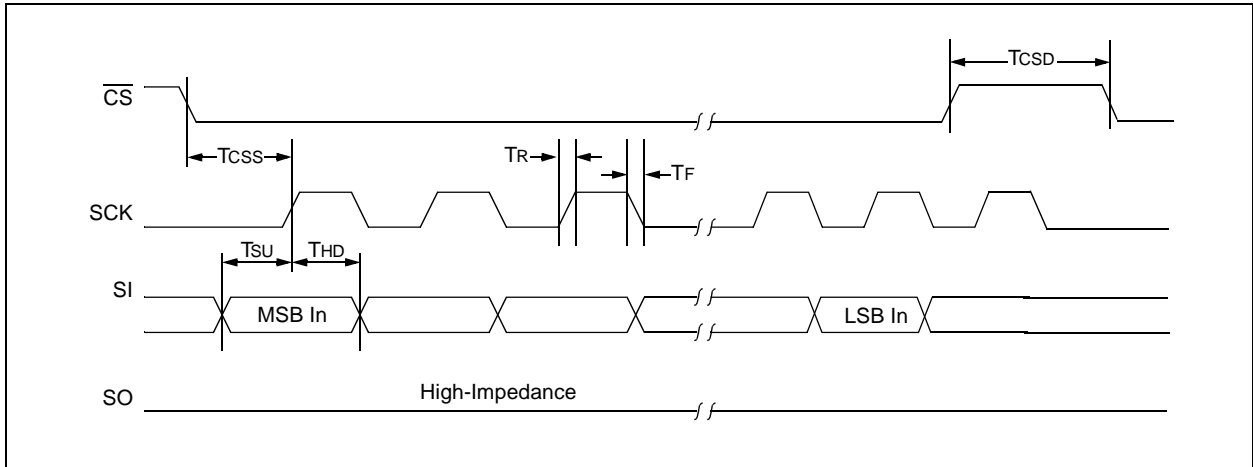 TCSD
CS
TCSS
TR
TF
SCK
TSU
THD
SI
MSB In
LSB In
High-Impedance
SO